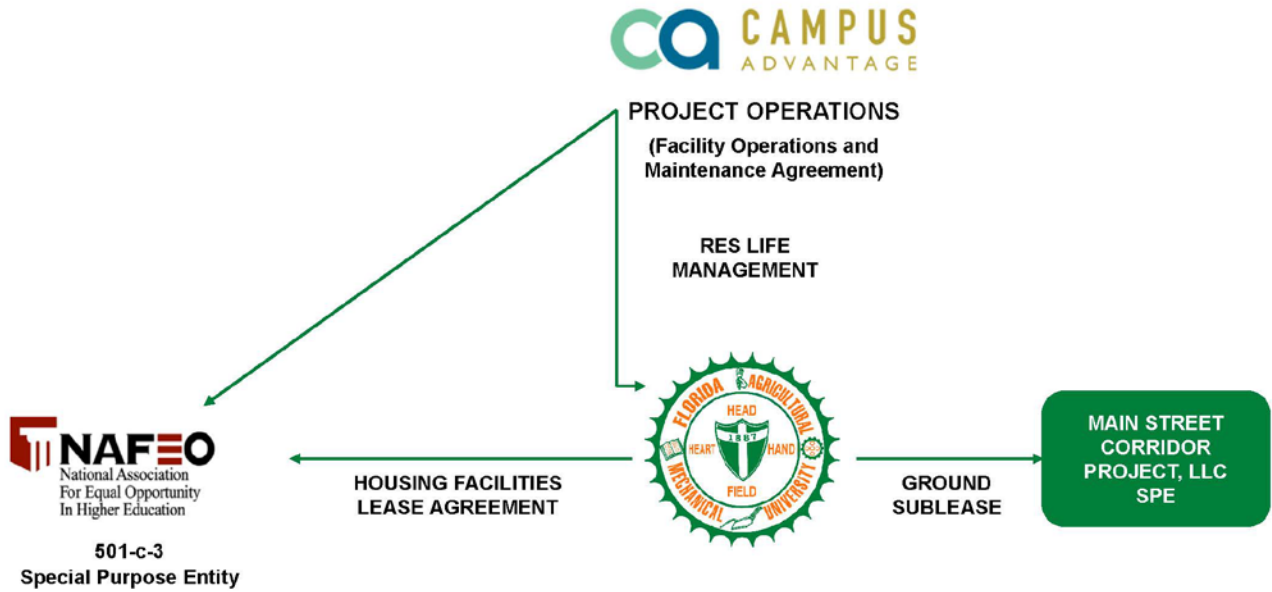 ca CAMPUS
ADVANTAGE
PROJECT OPERATIONS
(Facility Operations and
Maintenance Agreement)
RES LIFE
MANAGEMENT
NAFEO
National Association
For Equal Opportunity
In Higher Education
501-c-3
Special Purpose Entity
HOUSING FACILITIES
LEASE AGREEMENT
FLORIDA AGRICULTURAL
MECHANICAL UNIVERSITY
HEAD
1887
HEART
HAND
FIELD
GROUND
SUBLEASE
MAIN STREET
CORRIDOR
PROJECT, LLC
SPE